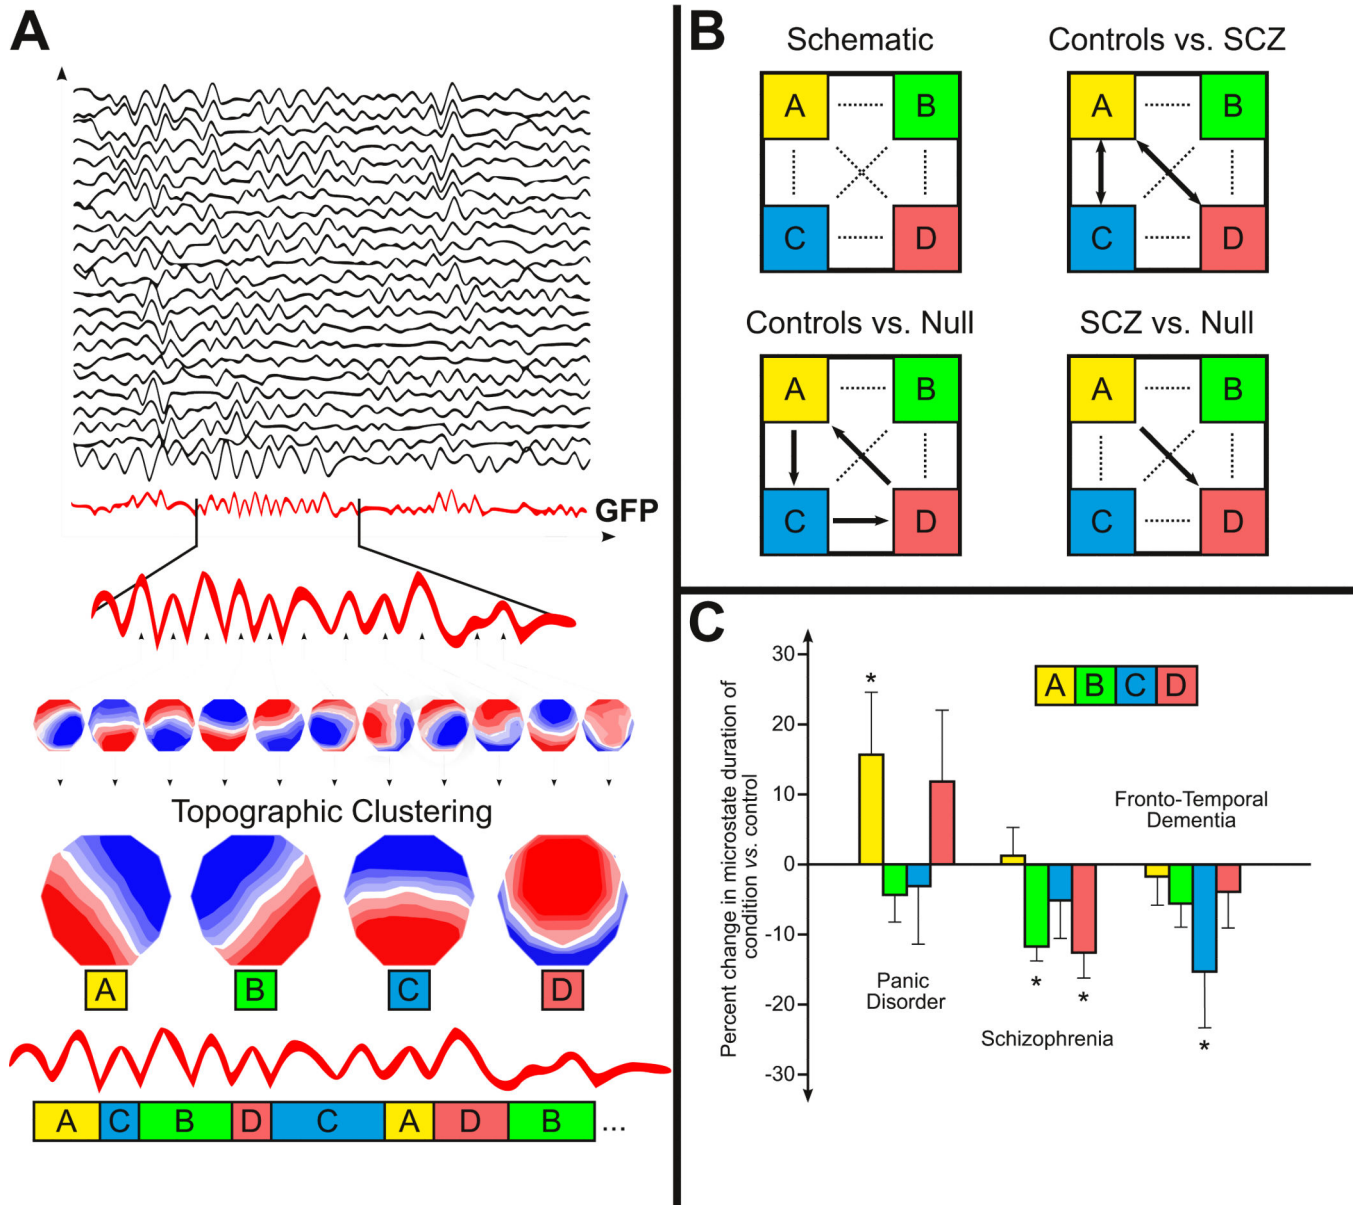 A
GFP
Topographic Clustering
A B C D
A C B D C A D B ...
B
Schematic
A B
C D
Controls vs. SCZ
A B
C D
Controls vs. Null
A B
C D
SCZ vs. Null
A B
C D
C
Percent change in microstate duration of
condition vs. control
30
20
10
0
-10
-20
-30
A B C D
*
Panic
Disorder
* *
Schizophrenia
Fronto-Temporal
Dementia
*